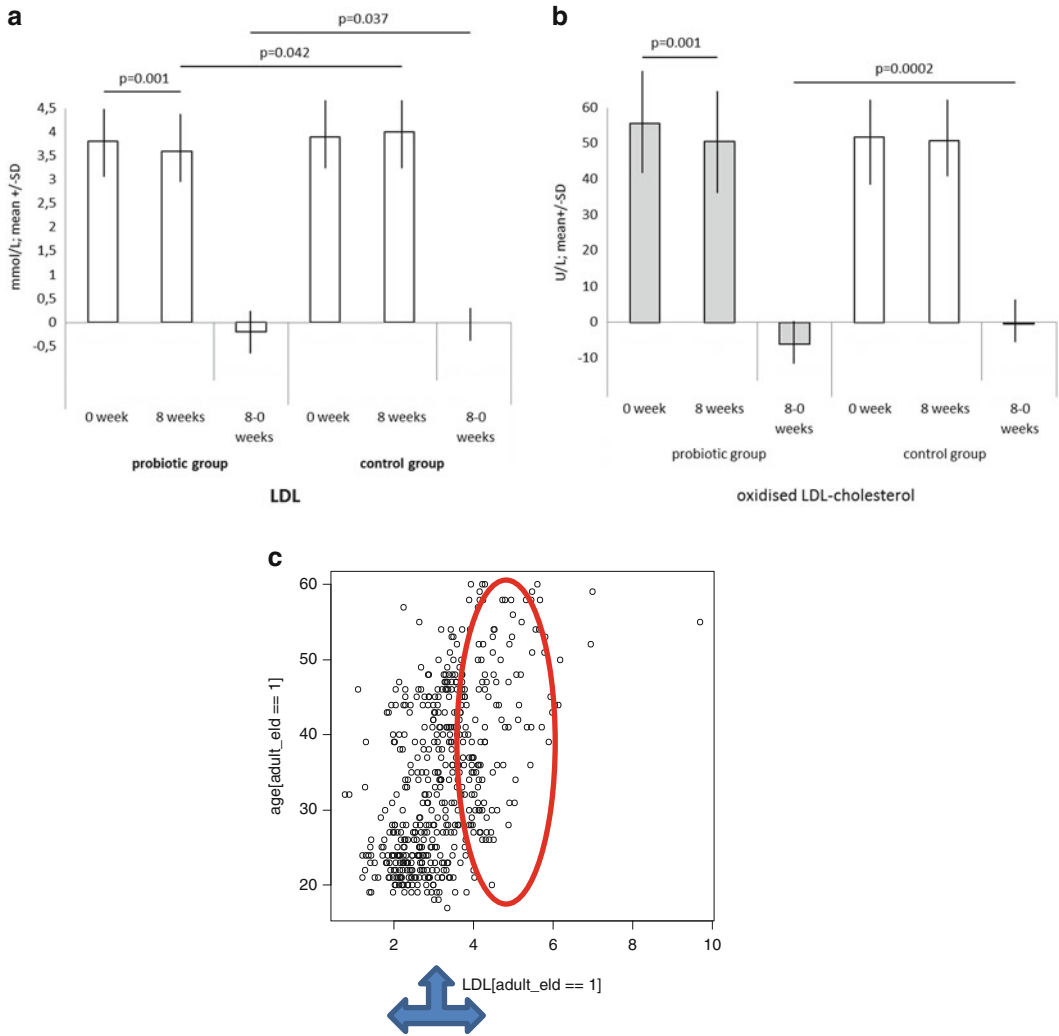 a
p=0.037
p=0.042
p=0.001
mmol/L; mean +/-SD
4,5
4
3,5
3
2,5
2
1,5
1
0,5
0
-0,5
0 week 8 weeks 8-0 weeks 0 week 8 weeks 8-0 weeks
probiotic group control group
LDL
b
p=0.001
p=0.0002
U/L; mean+/-SD
60
50
40
30
20
10
0
-10
0 week 8 weeks 8-0 weeks 0 week 8 weeks 8-0 weeks
probiotic group control group
oxidised LDL-cholesterol
c
age[adult_eld == 1]
60
50
40
30
20
2 4 6 8 10
LDL[adult_eld == 1]